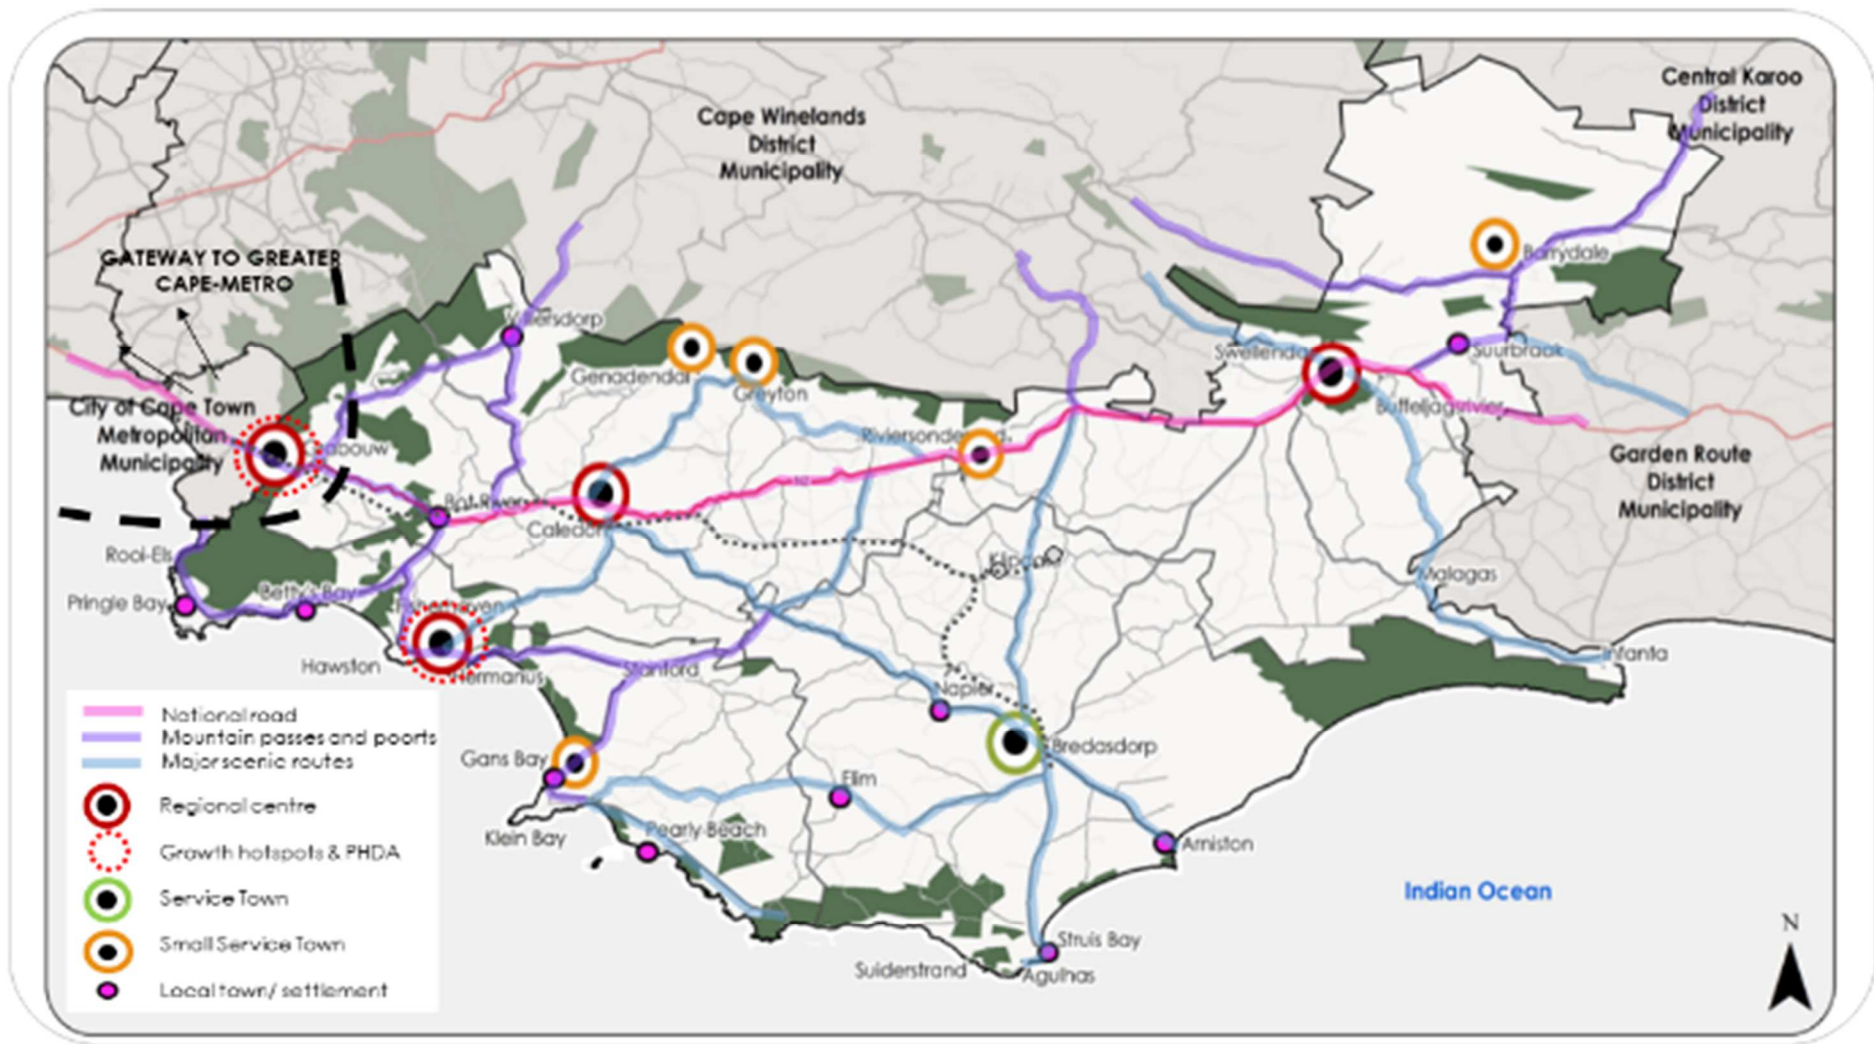 Central Karoo
District
Municipality
Cape Winelands
District
Municipality
GATEWAY TO GREATER
CAPE-METRO
Barrydale
Villiersdorp
Suurbraak
Genadendal
Greyton
Buffeljagsrivier
City of Cape Town
Metropolitan
Municipality
Garden Route
District
Municipality
N2
Bot River
Caledon
Rooi-Els
Malagas
Pringle Bay
Betty's Bay
Infanta
Hawston
Hermanus
Stanford
Napier
Bredasdorp
Gans Bay
Elim
Klein Bay
Pearly Beach
Arniston
Indian Ocean
Struis Bay
Suiderstrand
Agulhas
N
National road
Mountain passes and poorts
Major scenic routes
Regional centre
Growth hotspots & PHDA
Service Town
Small Service Town
Local town/ settlement